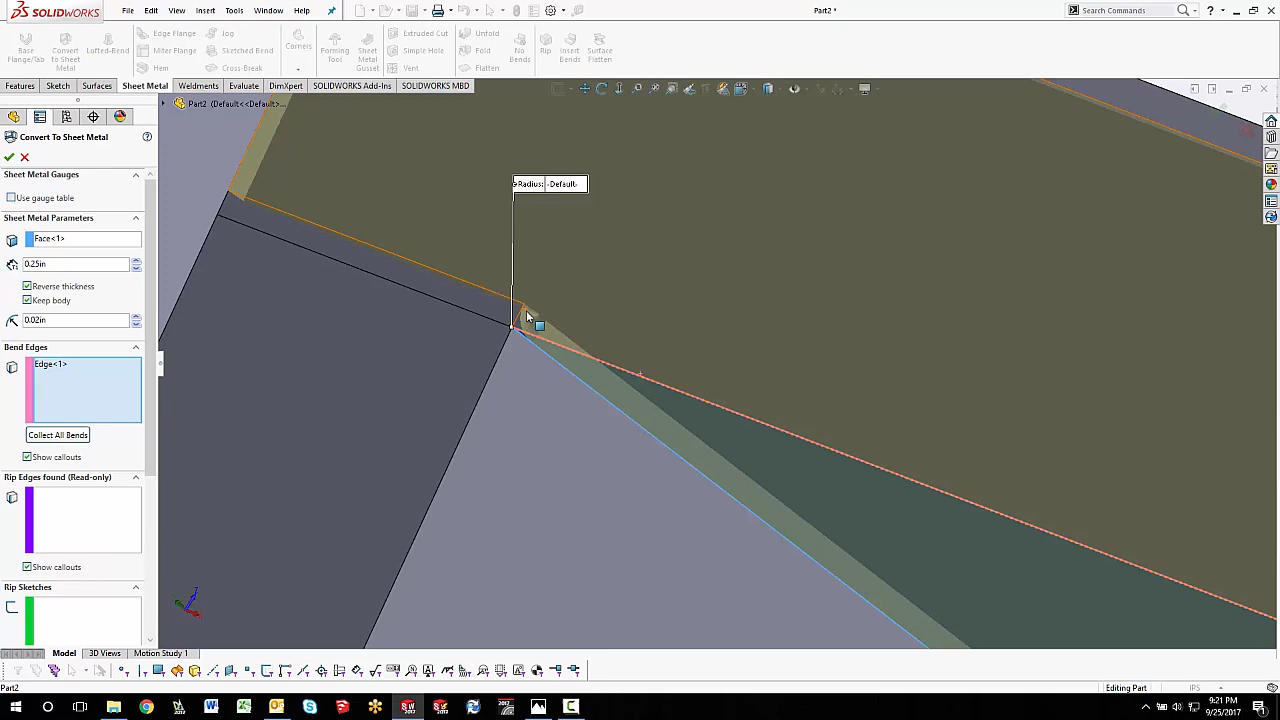 SOLIDWORKS
File Edit View Insert Tools Window Help
Part2 *
Search Commands
Base Flange/Tab
Convert to Sheet Metal
Lofted-Bend
Edge Flange
Miter Flange
Hem
Jog
Sketched Bend
Cross-Break
Corners
Forming Tool
Sheet Metal Gusset
Extruded Cut
Simple Hole
Vent
Unfold
Fold
Flatten
No Bends
Rip
Insert Bends
Surface Flatten
Features Sketch Surfaces Sheet Metal Weldments Evaluate DimXpert SOLIDWORKS Add-Ins SOLIDWORKS MBD
Part2 (Default<<Default>...
Convert To Sheet Metal
Sheet Metal Gauges
Use gauge table
Sheet Metal Parameters
Face<1>
0.25in
Reverse thickness
Keep body
0.02in
Bend Edges
Edge<1>
Collect All Bends
Show callouts
Rip Edges found (Read-only)
Show callouts
Rip Sketches
Radius: -Default-
Model 3D Views Motion Study 1
Part2
Editing Part
IPS
9:21 PM
9/25/2017